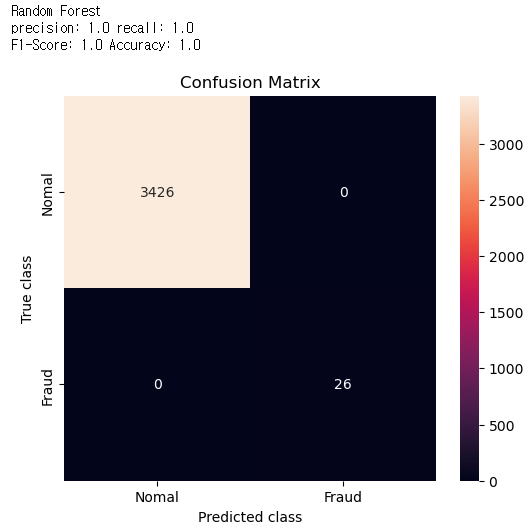 Random Forest
precision: 1.0 recall: 1.0
F1-Score: 1.0 Accuracy: 1.0
Confusion Matrix
Nomal
3426
0
Fraud
0
26
True class
Nomal
Fraud
Predicted class
3000
2500
2000
1500
1000
500
0